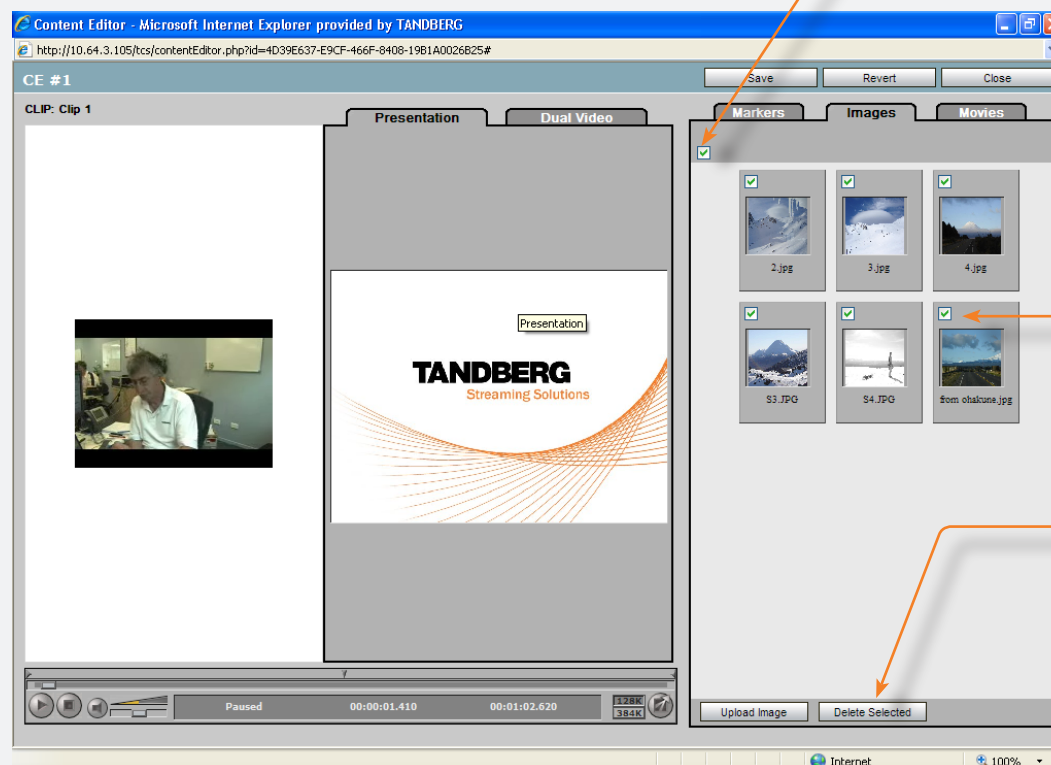 Content Editor - Microsoft Internet Explorer provided by TANDBERG
http://10.64.3.105/tcs/contentEditor.php?id=4D39E637-E9CF-466F-8408-19B1A0026B25#
CE #1
Save
Revert
Close
CLIP: Clip 1
Presentation
Dual Video
Markers
Images
Movies
2.jpg
3.jpg
4.jpg
Presentation
TANDBERG
Streaming Solutions
S3.JPG
S4.JPG
from ohakune.jpg
Paused
00:00:01.410
00:01:02.620
128K
384K
Upload Image
Delete Selected
Internet
100%